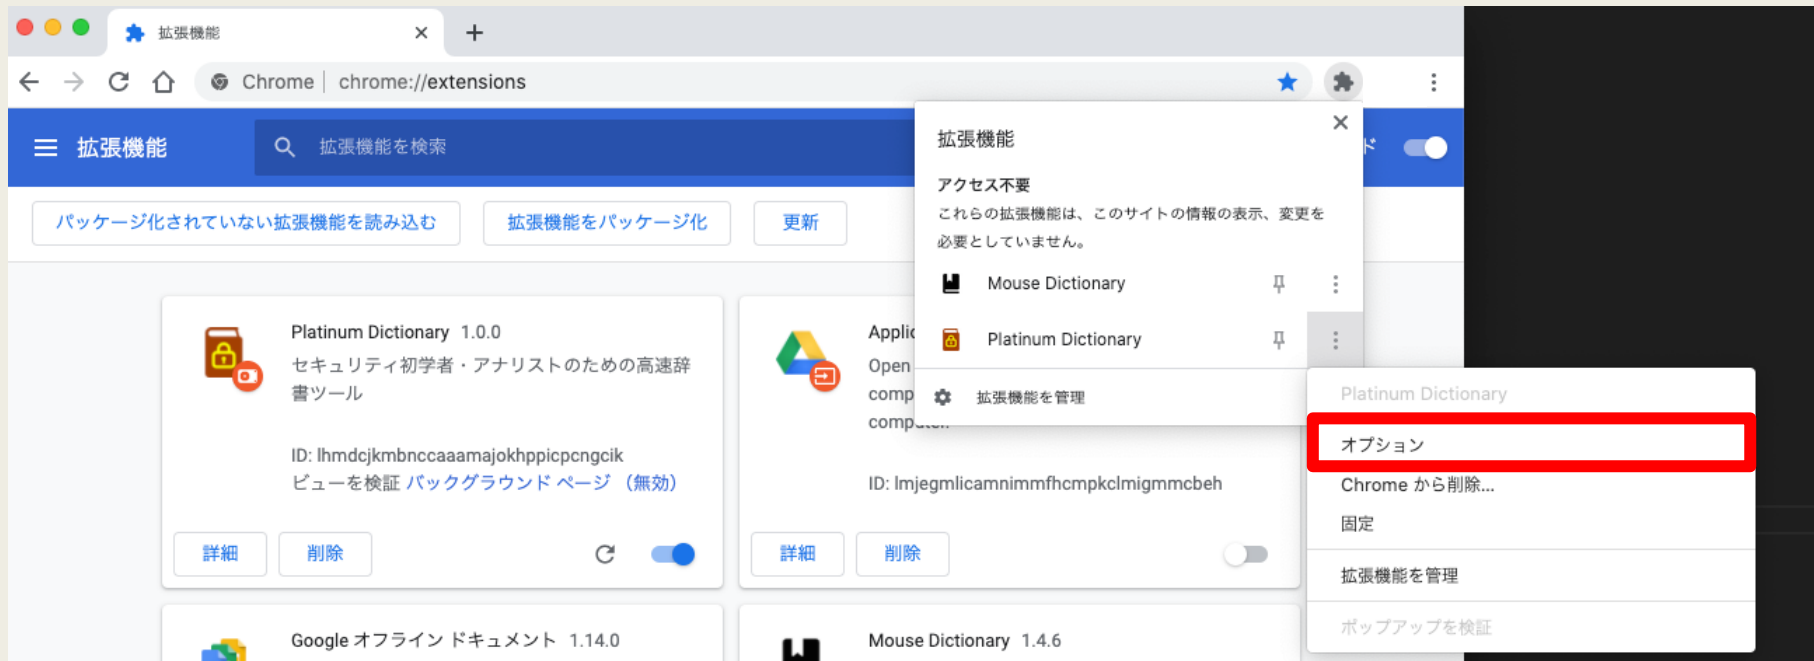 拡張機能
Chrome
chrome://extensions
拡張機能
拡張機能を検索
ド
パッケージ化されていない拡張機能を読み込む
拡張機能をパッケージ化
更新
拡張機能
アクセス不要
これらの拡張機能は、このサイトの情報の表示、変更を
必要としていません。
Mouse Dictionary
Platinum Dictionary
拡張機能を管理
Platinum Dictionary
オプション
Chrome から削除...
固定
拡張機能を管理
ポップアップを検証
Platinum Dictionary 1.0.0
セキュリティ初学者・アナリストのための高速辞
書ツール
ID: lhmdcjkmbnccaaamajokhppicpcngcik
ビューを検証 バックグラウンド ページ (無効)
詳細
削除
Applic
Open
comp
ID: lmjegmlicamnimmfhcmpkclmigmmcbeh
詳細
削除
Google オフライン ドキュメント 1.14.0
Mouse Dictionary 1.4.6